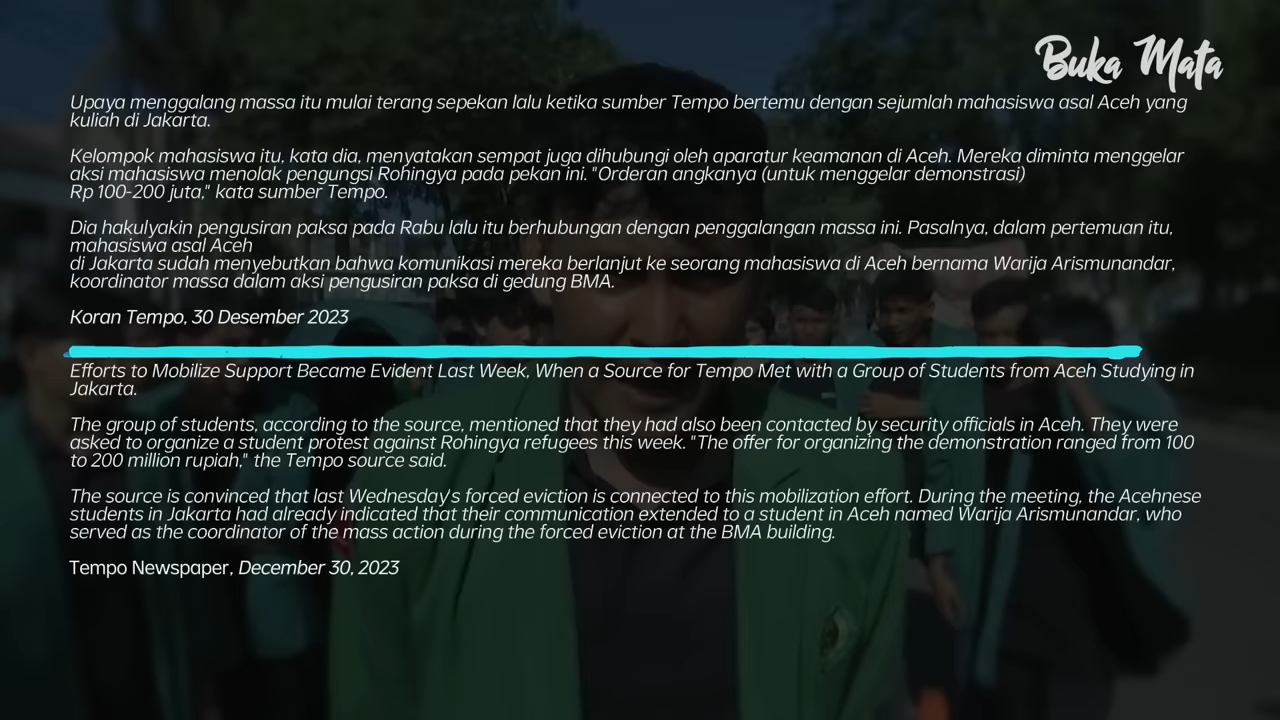 Buka Mata
Upaya menggalang massa itu mulai terang sepekan lalu ketika sumber Tempo bertemu dengan sejumlah mahasiswa asal Aceh yang
kuliah di Jakarta.
Kelompok mahasiswa itu, kata dia, menyatakan sempat juga dihubungi oleh aparatur keamanan di Aceh. Mereka diminta menggelar
aksi mahasiswa menolak pengungsi Rohingya pada pekan ini. "Orderan angkanya (untuk menggelar demonstrasi)
Rp 100-200 juta," kata sumber Tempo.
Dia hakulyakin pengusiran paksa pada Rabu lalu itu berhubungan dengan penggalangan massa ini. Pasalnya, dalam pertemuan itu,
mahasiswa asal Aceh
di Jakarta sudah menyebutkan bahwa komunikasi mereka berlanjut ke seorang mahasiswa di Aceh bernama Warija Arismunandar,
koordinator massa dalam aksi pengusiran paksa di gedung BMA.
Koran Tempo, 30 Desember 2023
Efforts to Mobilize Support Became Evident Last Week, When a Source for Tempo Met with a Group of Students from Aceh Studying in
Jakarta.
The group of students, according to the source, mentioned that they had also been contacted by security officials in Aceh. They were
asked to organize a student protest against Rohingya refugees this week. "The offer for organizing the demonstration ranged from 100
to 200 million rupiah," the Tempo source said.
The source is convinced that last Wednesday's forced eviction is connected to this mobilization effort. During the meeting, the Acehnese
students in Jakarta had already indicated that their communication extended to a student in Aceh named Warija Arismunandar, who
served as the coordinator of the mass action during the forced eviction at the BMA building.
Tempo Newspaper, December 30, 2023